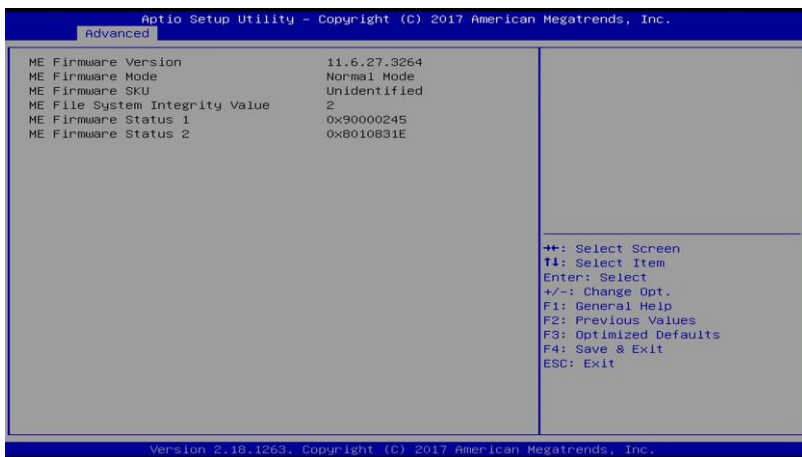 Aptio Setup Utility – Copyright (C) 2017 American Megatrends, Inc.
Advanced
ME Firmware Version 11.6.27.3264
ME Firmware Mode Normal Mode
ME Firmware SKU Unidentified
ME File System Integrity Value 2
ME Firmware Status 1 0x90000245
ME Firmware Status 2 0x8010831E
→←: Select Screen
↑↓: Select Item
Enter: Select
+/-: Change Opt.
F1: General Help
F2: Previous Values
F3: Optimized Defaults
F4: Save & Exit
ESC: Exit
Version 2.18.1263. Copyright (C) 2017 American Megatrends, Inc.